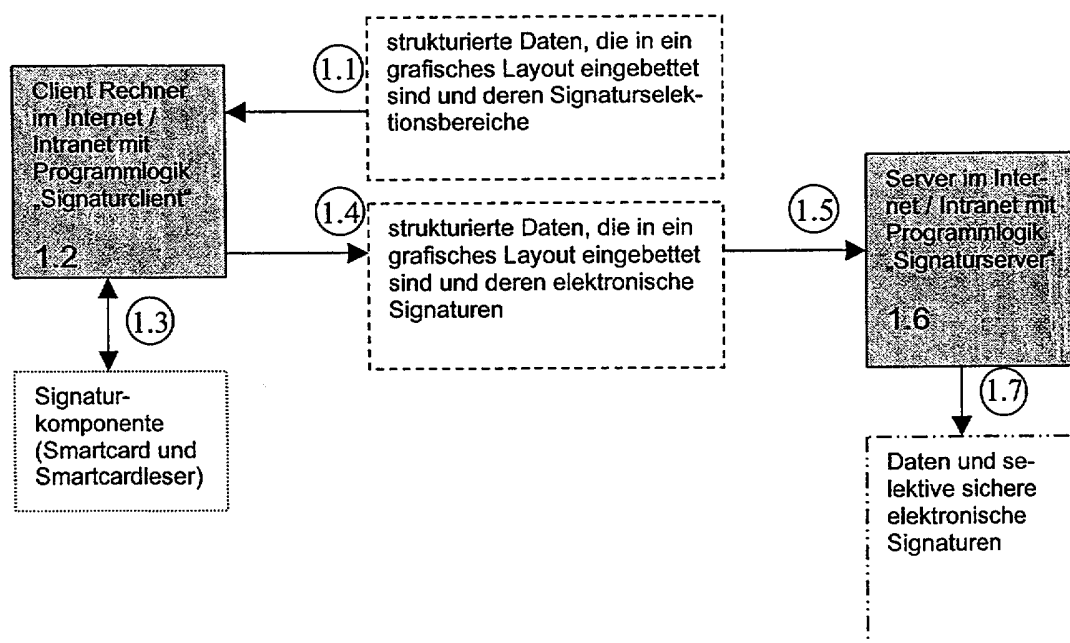 strukturierte Daten, die in ein
grafisches Layout eingebettet
sind und deren Signaturselek-
tionsbereiche
1.1
Client Rechner
im Internet /
Intranet mit
Programmlogik
„Signaturclient“
1.2
1.4
strukturierte Daten, die in ein
grafisches Layout eingebettet
sind und deren elektronische
Signaturen
1.5
Server im Inter-
net / Intranet mit
Programmlogik
„Signaturserver“
1.6
1.3
Signatur-
komponente
(Smartcard und
Smartcardleser)
1.7
Daten und se-
lektive sichere
elektronische
Signaturen